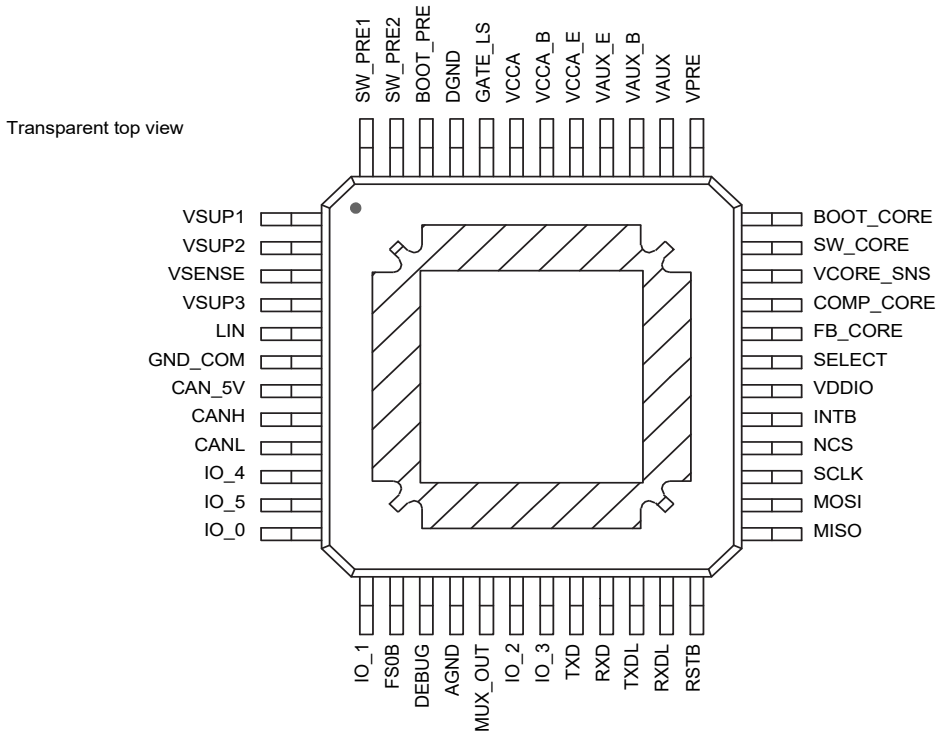 SW_PRE1
SW_PRE2
BOOT_PRE
DGND
GATE_LS
VCCA
VCCA_B
VCCA_E
VAUX_E
VAUX_B
VAUX
VPRE
Transparent top view
VSUP1
VSUP2
VSENSE
VSUP3
LIN
GND_COM
CAN_5V
CANH
CANL
IO_4
IO_5
IO_0
BOOT_CORE
SW_CORE
VCORE_SNS
COMP_CORE
FB_CORE
SELECT
VDDIO
INTB
NCS
SCLK
MOSI
MISO
IO_1
FS0B
DEBUG
AGND
MUX_OUT
IO_2
IO_3
TXD
RXD
TXDL
RXDL
RSTB